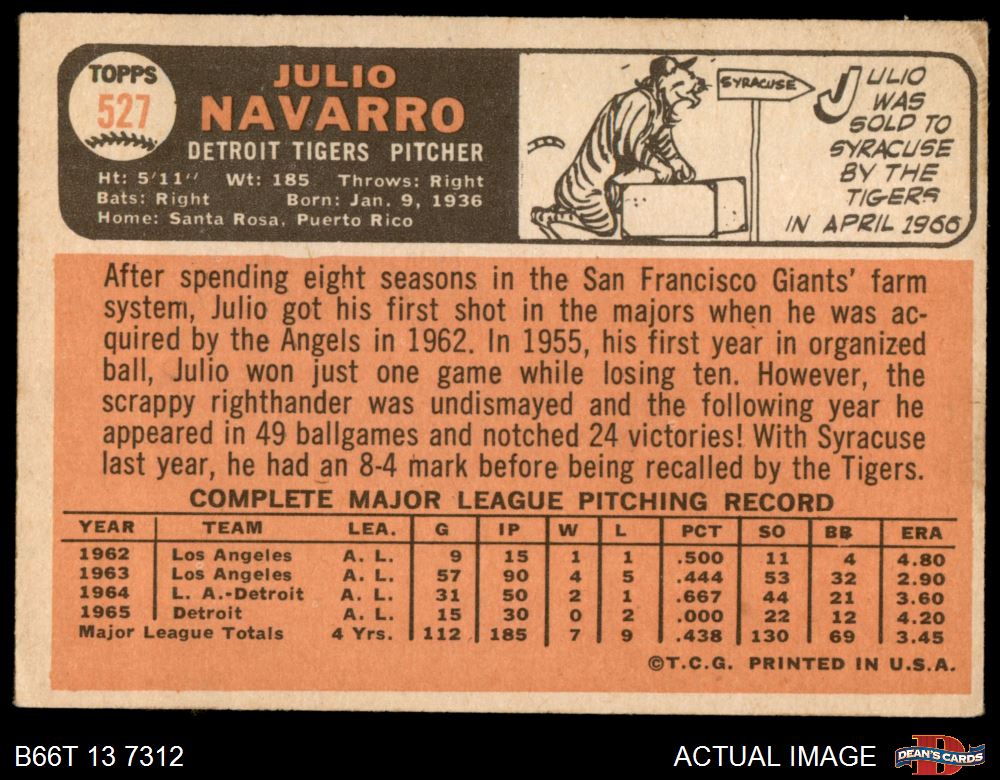 TOPPS
527
JULIO
NAVARRO
DETROIT TIGERS PITCHER
Ht: 5'11" Wt: 185 Throws: Right
Bats: Right Born: Jan. 9, 1936
Home: Santa Rosa, Puerto Rico
SYRACUSE
JULIO
WAS
SOLD TO
SYRACUSE
BY THE
TIGERS
IN APRIL 1966
After spending eight seasons in the San Francisco Giants' farm
system, Julio got his first shot in the majors when he was ac-
quired by the Angels in 1962. In 1955, his first year in organized
ball, Julio won just one game while losing ten. However, the
scrappy righthander was undismayed and the following year he
appeared in 49 ballgames and notched 24 victories! With Syracuse
last year, he had an 8-4 mark before being recalled by the Tigers.
COMPLETE MAJOR LEAGUE PITCHING RECORD
YEAR TEAM LEA. G IP W L PCT SO BB ERA
1962 Los Angeles A. L. 9 15 1 1 .500 11 4 4.80
1963 Los Angeles A. L. 57 90 4 5 .444 53 32 2.90
1964 L. A.-Detroit A. L. 31 50 2 1 .667 44 21 3.60
1965 Detroit A. L. 15 30 0 2 .000 22 12 4.20
Major League Totals 4 Yrs. 112 185 7 9 .438 130 69 3.45
©T.C.G. PRINTED IN U.S.A.
B66T 13 7312
ACTUAL IMAGE
DEAN'S CARDS